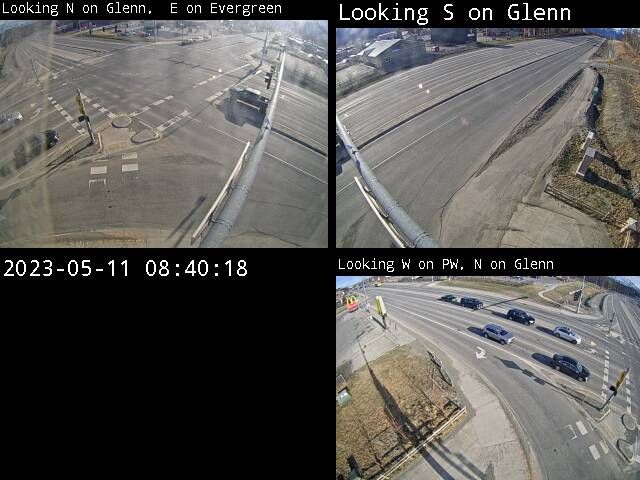 Looking N on Glenn,  E on Evergreen
Looking S on Glenn
2023-05-11 08:40:18
Looking W on PW, N on Glenn